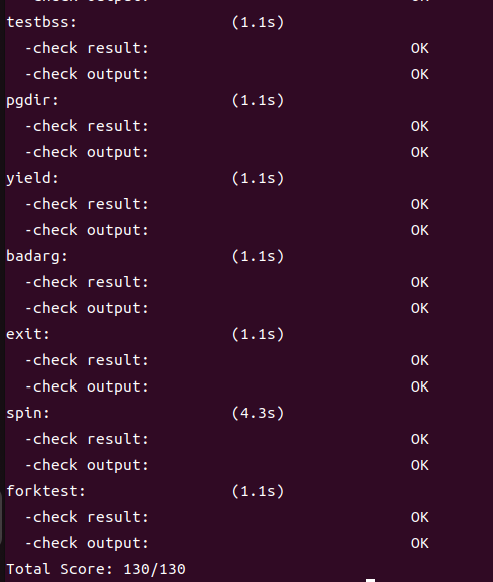 testbss: (1.1s)
-check result: OK
-check output: OK
pgdir: (1.1s)
-check result: OK
-check output: OK
yield: (1.1s)
-check result: OK
-check output: OK
badarg: (1.1s)
-check result: OK
-check output: OK
exit: (1.1s)
-check result: OK
-check output: OK
spin: (4.3s)
-check result: OK
-check output: OK
forktest: (1.1s)
-check result: OK
-check output: OK
Total Score: 130/130